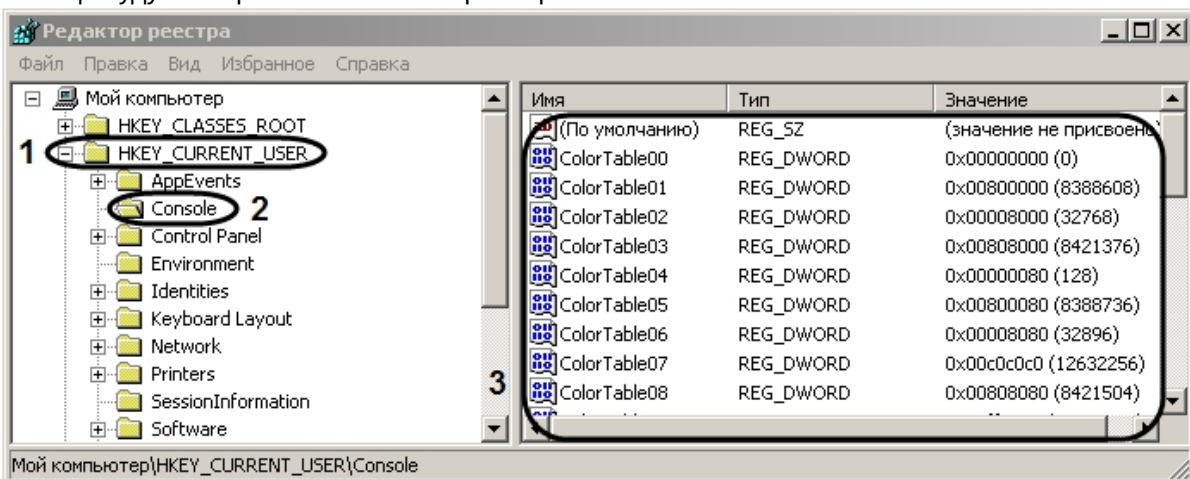 Редактор реестра
Файл Правка Вид Избранное Справка
Мой компьютер
HKEY_CLASSES_ROOT
1 HKEY_CURRENT_USER
AppEvents
Console 2
Control Panel
Environment
Identities
Keyboard Layout
Network
Printers
SessionInformation
Software
3
Имя Тип Значение
(По умолчанию) REG_SZ (значение не присвоено)
ColorTable00 REG_DWORD 0x00000000 (0)
ColorTable01 REG_DWORD 0x00800000 (8388608)
ColorTable02 REG_DWORD 0x00008000 (32768)
ColorTable03 REG_DWORD 0x00808000 (8421376)
ColorTable04 REG_DWORD 0x00000080 (128)
ColorTable05 REG_DWORD 0x00800080 (8388736)
ColorTable06 REG_DWORD 0x00008080 (32896)
ColorTable07 REG_DWORD 0x00c0c0c0 (12632256)
ColorTable08 REG_DWORD 0x00808080 (8421504)
Мой компьютер\HKEY_CURRENT_USER\Console